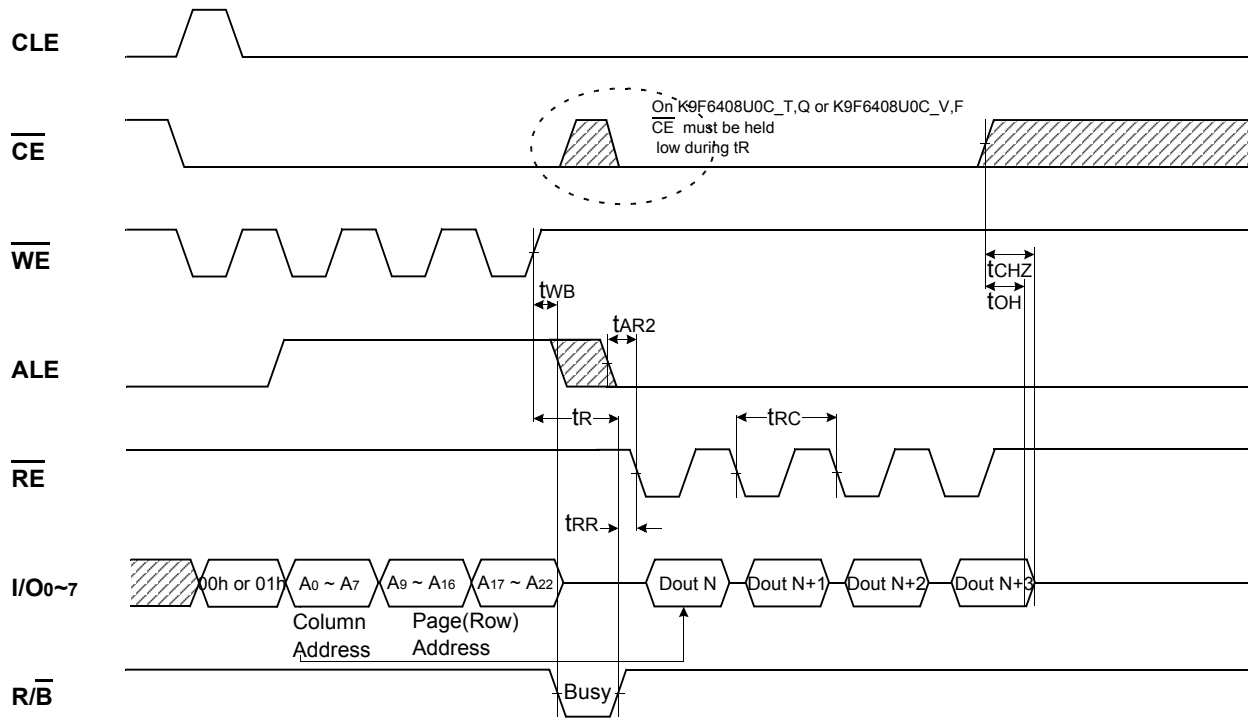 CLE
On K9F6408U0C_T,Q or K9F6408U0C_V,F
CE must be held
low during tR
CE
WE
tCHZ
tOH
tWB
tAR2
ALE
tR
tRC
RE
tRR
I/O0~7
00h or 01h
A0 ~ A7
A9 ~ A16
A17 ~ A22
Dout N
Dout N+1
Dout N+2
Dout N+3
Column
Address
Page(Row)
Address
R/B
Busy